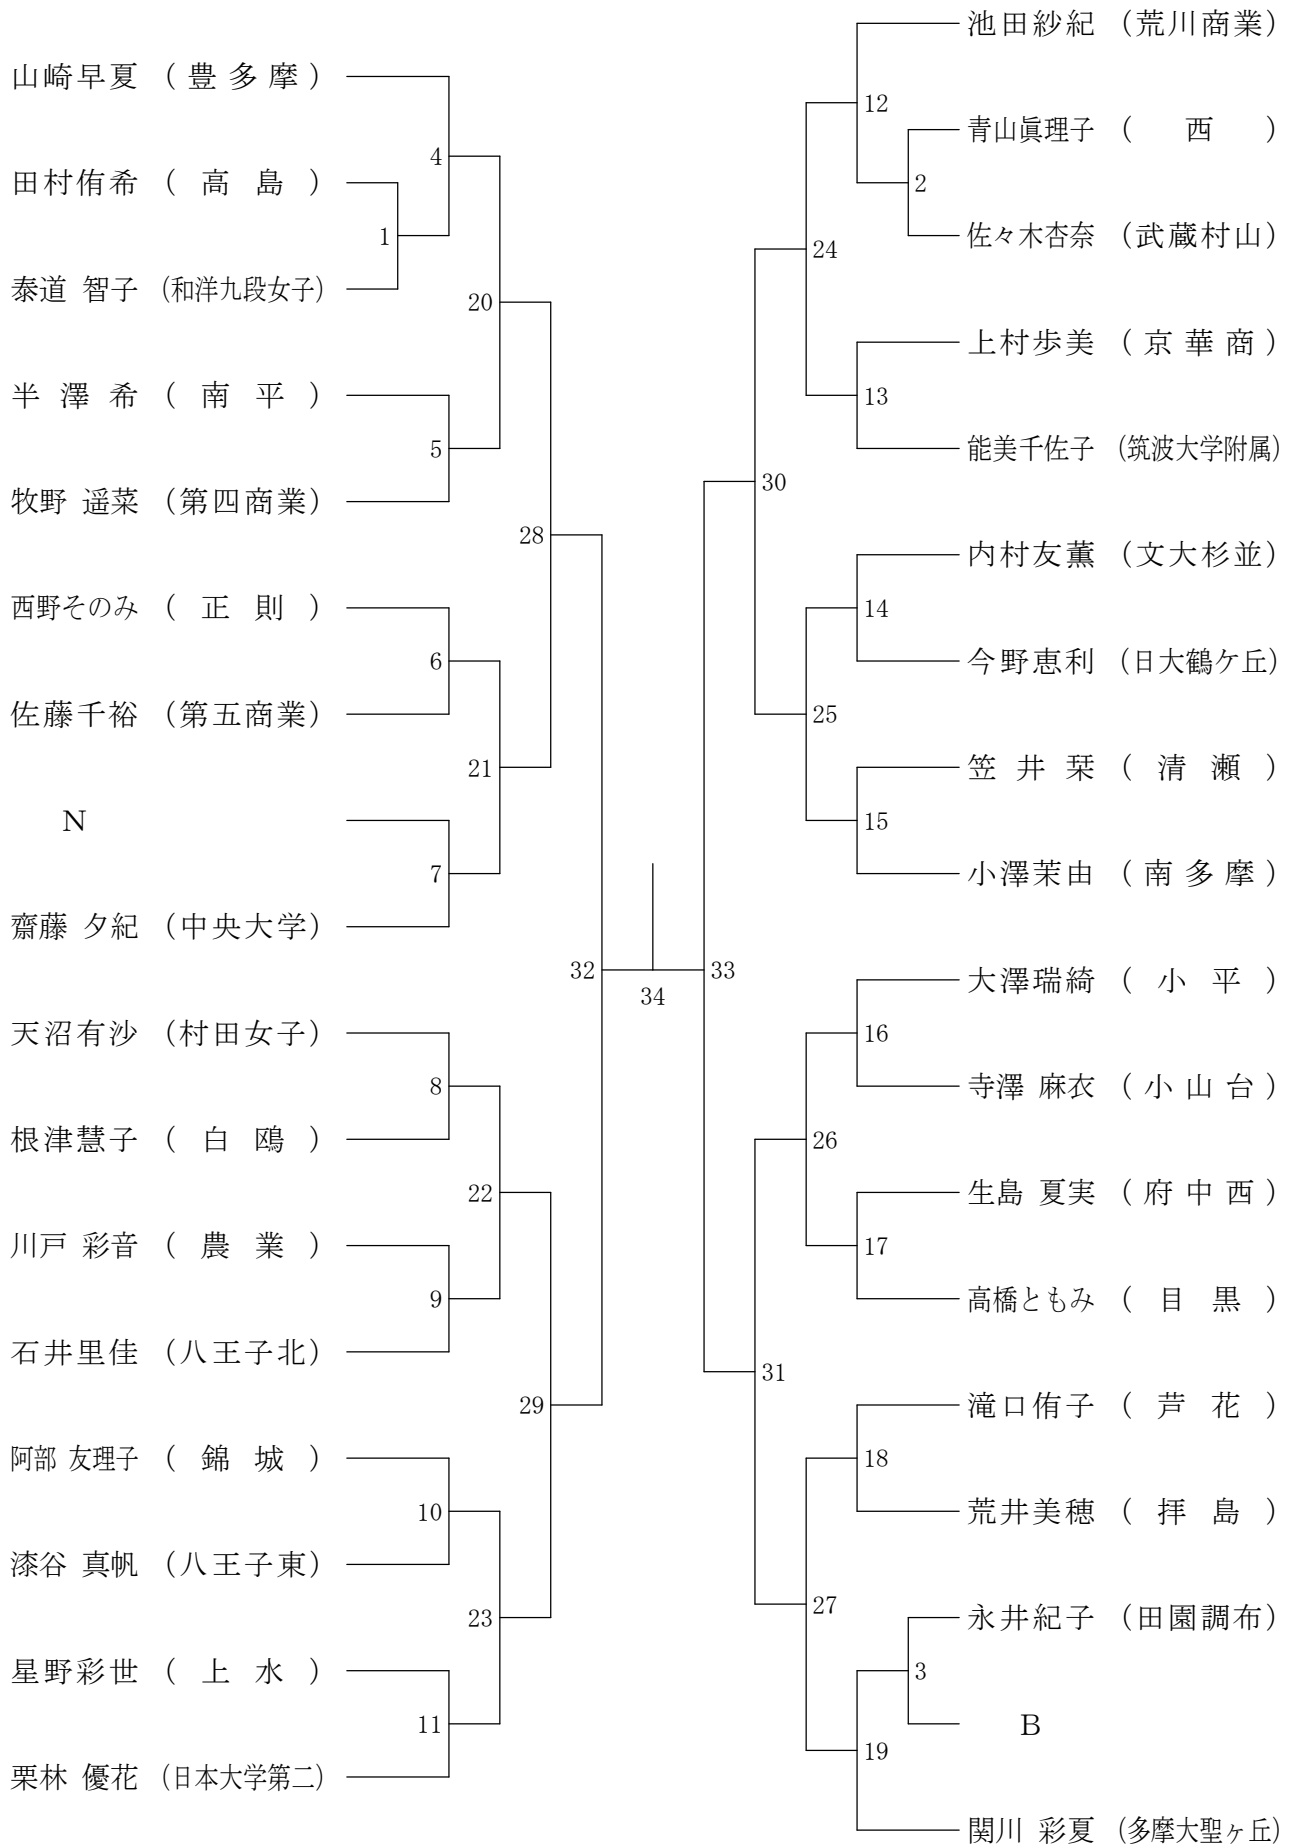 山崎早夏 (豊多摩)
田村侑希 (高島)
泰道 智子 (和洋九段女子)
半澤希 (南平)
牧野 遥菜 (第四商業)
西野そのみ (正則)
佐藤千裕 (第五商業)
N
齋藤 夕紀 (中央大学)
天沼有沙 (村田女子)
根津慧子 (白鴎)
川戸 彩音 (農業)
石井里佳 (八王子北)
阿部 友理子 (錦城)
漆谷 真帆 (八王子東)
星野彩世 (上水)
栗林 優花 (日本大学第二)
1
4
5
6
7
8
9
10
11
20
21
22
23
28
29
32
34
33
30
31
24
25
26
27
12
13
14
15
16
17
18
19
2
3
池田紗紀 (荒川商業)
青山眞理子 (西)
佐々木杏奈 (武蔵村山)
上村歩美 (京華商)
能美千佐子 (筑波大学附属)
内村友薫 (文大杉並)
今野恵利 (日大鶴ケ丘)
笠井栞 (清瀬)
小澤茉由 (南多摩)
大澤瑞綺 (小平)
寺澤 麻衣 (小山台)
生島 夏実 (府中西)
高橋ともみ (目黒)
滝口侑子 (芦花)
荒井美穂 (拝島)
永井紀子 (田園調布)
B
関川 彩夏 (多摩大聖ヶ丘)